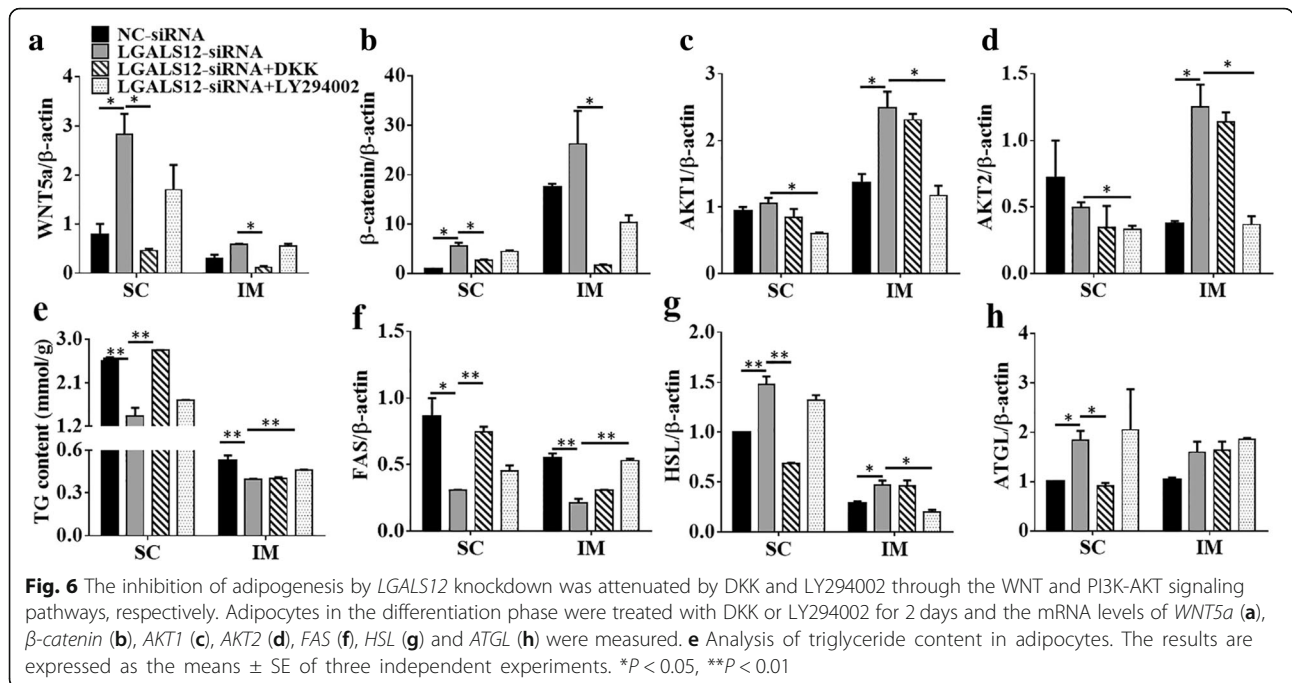 a
NC-siRNA
LGALS12-siRNA
LGALS12-siRNA+DKK
LGALS12-siRNA+LY294002
WNT5a/β-actin
4
3
2
1
0
* *
*
SC IM
b
β-catenin/β-actin
40
30
20
10
0
* *
*
SC IM
c
AKT1/β-actin
3
2
1
0
*
* *
SC IM
d
AKT2/β-actin
1.5
1.0
0.5
0.0
*
* *
SC IM
e
TG content (mmol/g)
3.0
2.1
1.2
0.6
0.3
0.0
** **
** **
SC IM
f
FAS/β-actin
1.5
1.0
0.5
0.0
* **
** **
SC IM
g
HSL/β-actin
2.0
1.5
1.0
0.5
0.0
** **
* *
SC IM
h
ATGL/β-actin
4
3
2
1
0
* *
SC IM
Fig. 6 The inhibition of adipogenesis by LGALS12 knockdown was attenuated by DKK and LY294002 through the WNT and PI3K-AKT signaling
pathways, respectively. Adipocytes in the differentiation phase were treated with DKK or LY294002 for 2 days and the mRNA levels of WNT5a (a),
β-catenin (b), AKT1 (c), AKT2 (d), FAS (f), HSL (g) and ATGL (h) were measured. e Analysis of triglyceride content in adipocytes. The results are
expressed as the means ± SE of three independent experiments. *P < 0.05, **P < 0.01